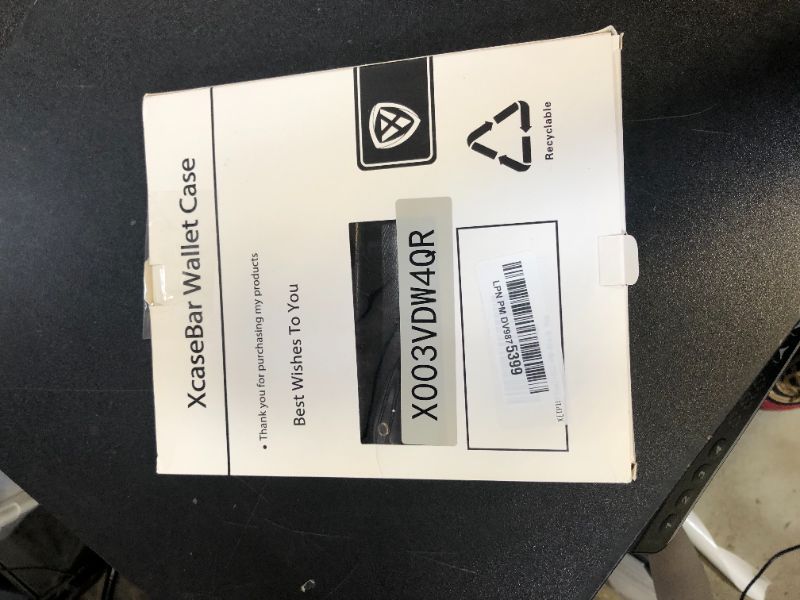 XcaseBar Wallet Case
• Thank you for purchasing my products
Best Wishes To You
X003VDW4QR
LPN PM DV9875399
Recyclable